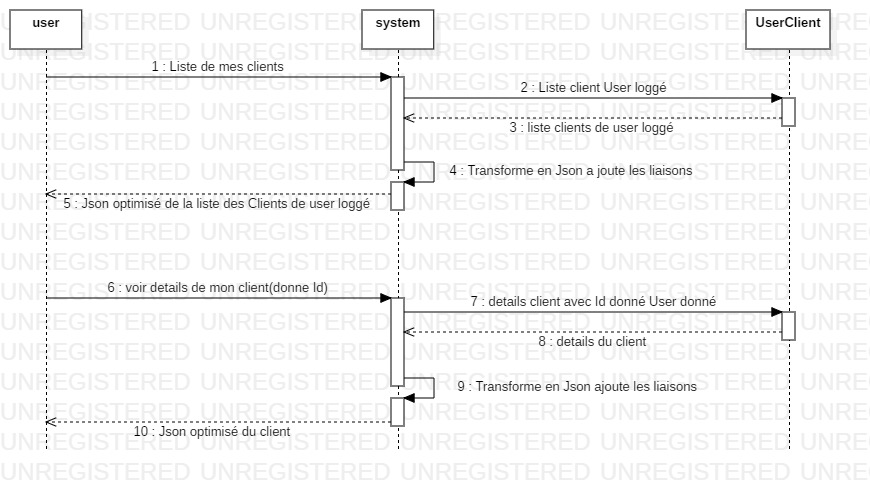 user
system
UserClient
1 : Liste de mes clients
2 : Liste client User loggé
3 : liste clients de user loggé
4 : Transforme en Json a joute les liaisons
5 : Json optimisé de la liste des Clients de user loggé
6 : voir details de mon client(donne Id)
7 : details client avec Id donné User donné
8 : details du client
9 : Transforme en Json ajoute les liaisons
10 : Json optimisé du client
UNREGISTERED